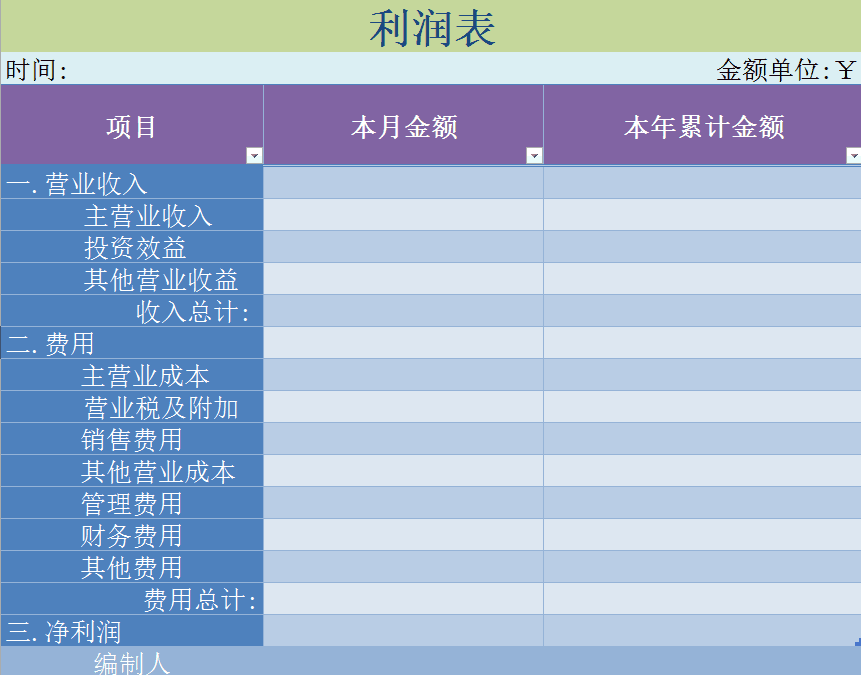 利润表
时间: 金额单位:￥
项目 本月金额 本年累计金额
一.营业收入
主营业收入
投资效益
其他营业收益
收入总计:
二.费用
主营业成本
营业税及附加
销售费用
其他营业成本
管理费用
财务费用
其他费用
费用总计:
三.净利润
编制人